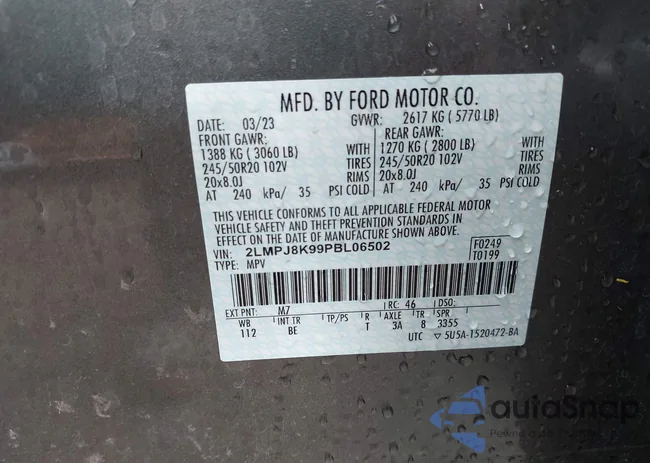 MFD. BY FORD MOTOR CO.
DATE: 03/23 GVWR: 2617 KG ( 5770 LB)
FRONT GAWR: REAR GAWR:
1388 KG ( 3060 LB) WITH 1270 KG ( 2800 LB) WITH
245/50R20 102V TIRES 245/50R20 102V TIRES
20x8.0J RIMS 20x8.0J RIMS
AT 240 kPa/ 35 PSI COLD AT 240 kPa/ 35 PSI COLD
THIS VEHICLE CONFORMS TO ALL APPLICABLE FEDERAL MOTOR
VEHICLE SAFETY AND THEFT PREVENTION STANDARDS IN
EFFECT ON THE DATE OF MANUFACTURE SHOWN ABOVE.
VIN: 2LMPJ8K99PBL06502 F0249
TYPE: MPV T0199
EXT PNT: M7 RC: 46 DSO:
WB INT TR TP/PS R AXLE TR SPR
112 BE T 3A 8 3355
UTC ▽ 5U5A-1520472-BA
autoSnap